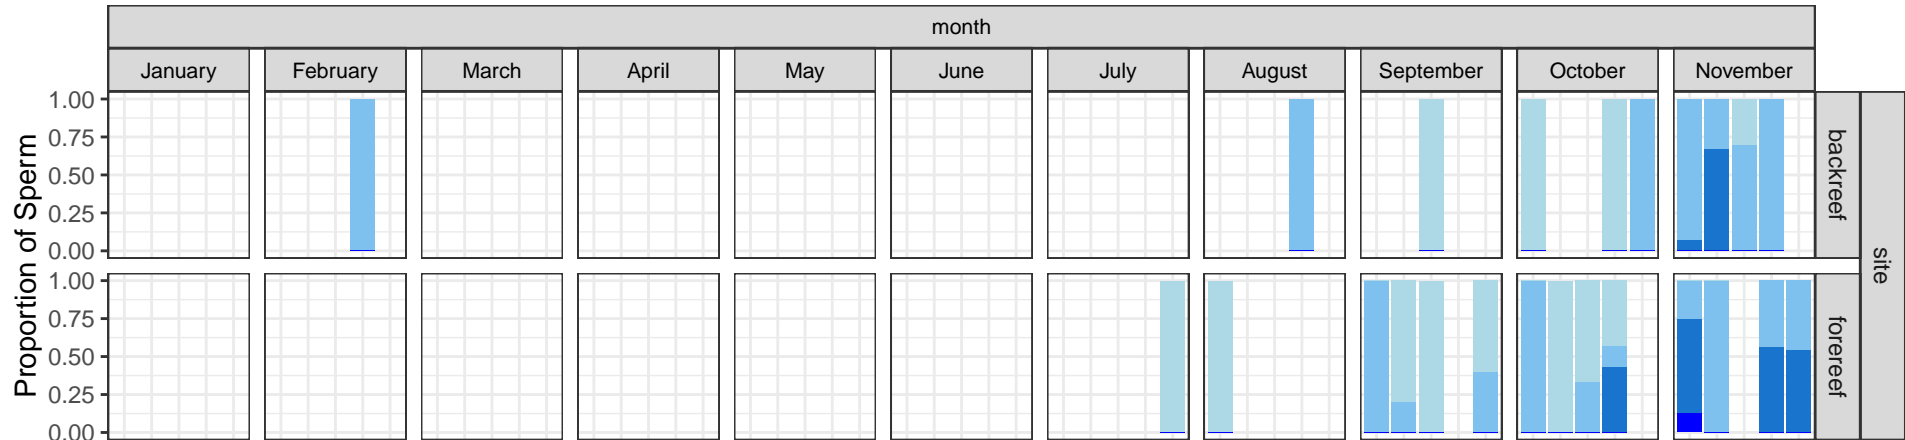 month
January February March April May June July August September October November
Proportion of Sperm
1.00
0.75
0.50
0.25
0.00
backreef
1.00
0.75
0.50
0.25
0.00
forereef
site